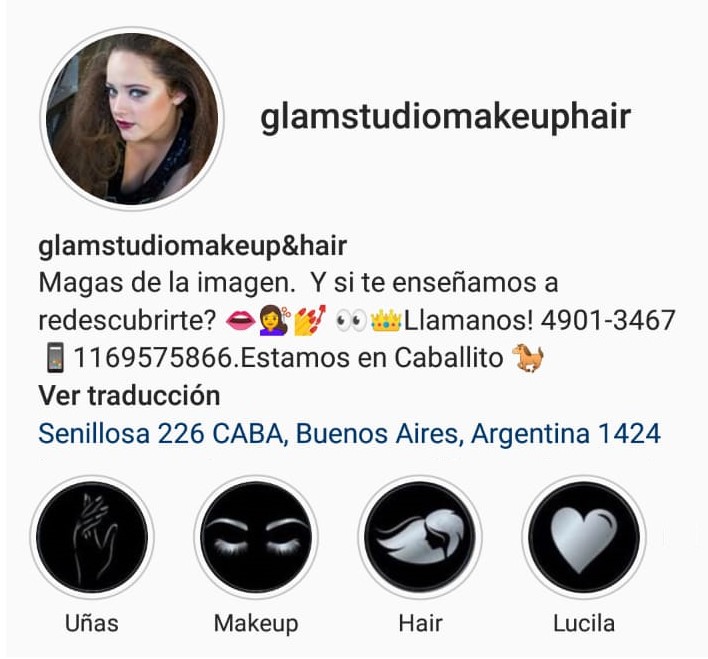 glamstudiomakeuphair
glamstudiomakeup&hair
Magas de la imagen. Y si te enseñamos a
redescubrirte? 👄💇‍♀️💅 👀👑Llamanos! 4901-3467
📱 1169575866.Estamos en Caballito 🐎
Ver traducción
Senillosa 226 CABA, Buenos Aires, Argentina 1424
Uñas
Makeup
Hair
Lucila